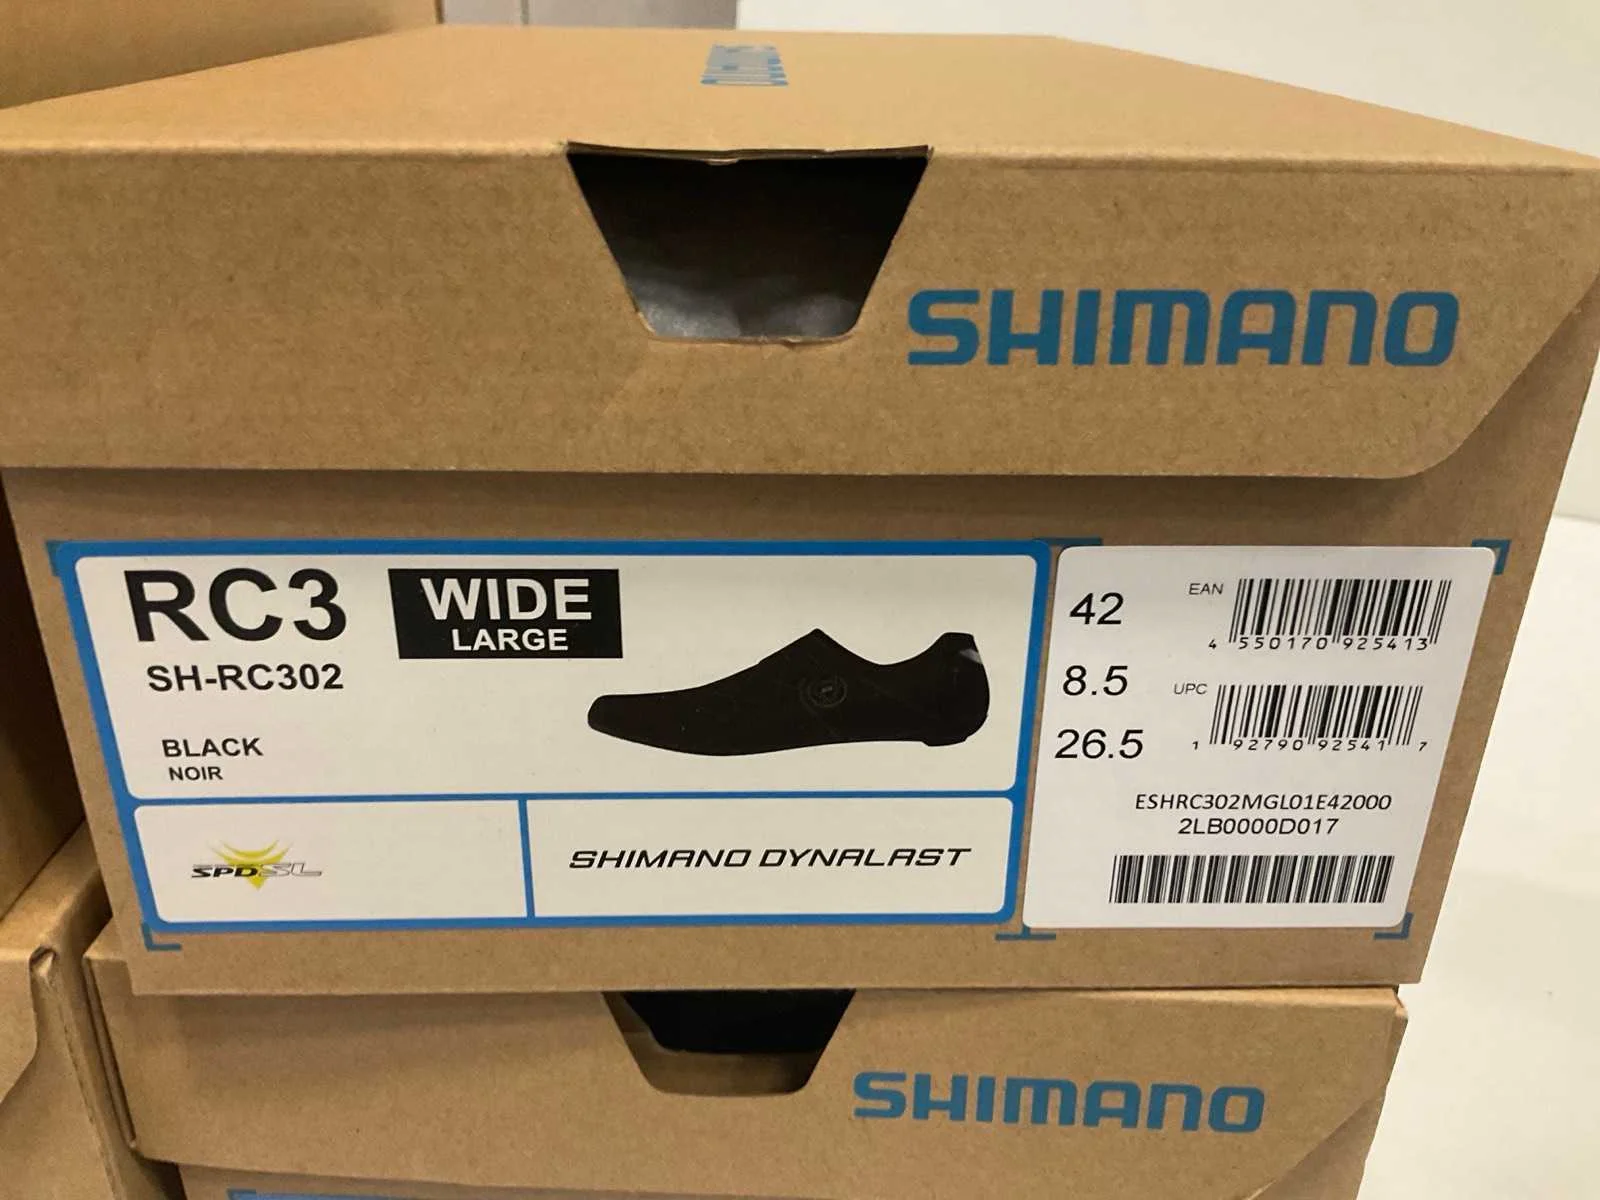 SHIMANO
SHIMANO
RC3
WIDE
LARGE
SH-RC302
BLACK
NOIR
SPD-SL
SHIMANO DYNALAST
42
8.5
26.5
EAN
4 550170 925413
UPC
1 92790 92541 7
ESHRC302MGL01E42000
2LB0000D017
SHIMANO